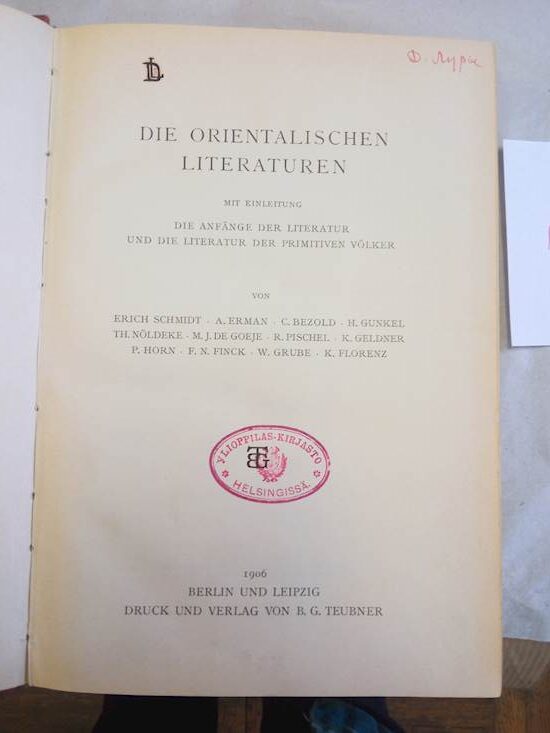 DIE ORIENTALISCHEN
LITERATUREN
MIT EINLEITUNG
DIE ANFÄNGE DER LITERATUR
UND DIE LITERATUR DER PRIMITIVEN VÖLKER
VON
ERICH SCHMIDT · A. ERMAN · C. BEZOLD · H. GUNKEL
TH. NÖLDEKE · M. J. DE GOEJE · R. PISCHEL · K. GELDNER
P. HORN · F. N. FINCK · W. GRUBE · K. FLORENZ
YLIOPPILAS-KIRJASTO
HELSINGISSÄ.
1906
BERLIN UND LEIPZIG
DRUCK UND VERLAG VON B. G. TEUBNER